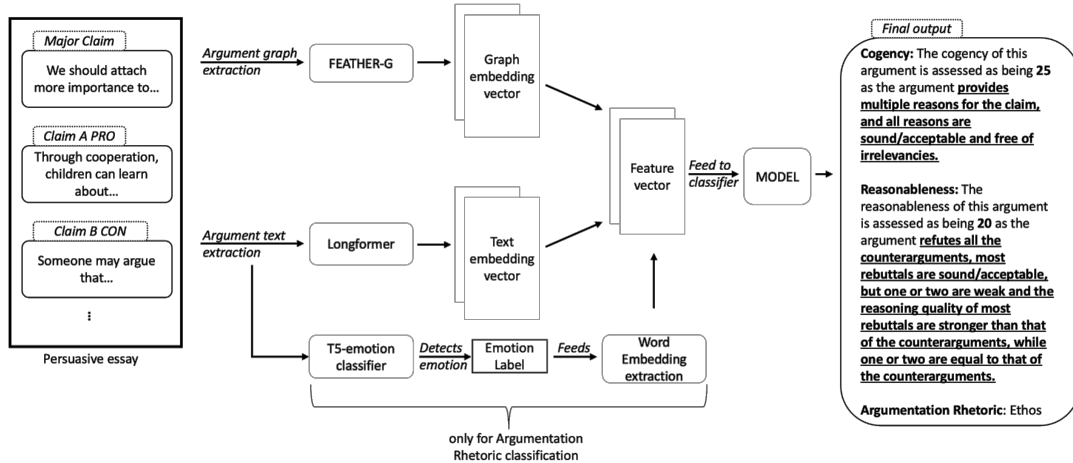 Major Claim
We should attach
more importance to...
Claim A PRO
Through cooperation,
children can learn
about...
Claim B CON
Someone may argue
that...
⋮
Persuasive essay
Argument graph
extraction
FEATHER-G
Graph
embedding
vector
Argument text
extraction
Longformer
Text
embedding
vector
T5-emotion
classifier
Detects
emotion
Emotion
Label
Feeds
Word
Embedding
extraction
only for Argumentation
Rhetoric classification
Feature
vector
Feed to
classifier
MODEL
Final output
Cogency: The cogency of this
argument is assessed as being 25
as the argument provides
multiple reasons for the claim,
and all reasons are
sound/acceptable and free of
irrelevancies.
Reasonableness: The
reasonableness of this argument
is assessed as being 20 as the
argument refutes all the
counterarguments, most
rebuttals are sound/acceptable,
but one or two are weak and the
reasoning quality of most
rebuttals are stronger than that
of the counterarguments, while
one or two are equal to that of
the counterarguments.
Argumentation Rhetoric: Ethos